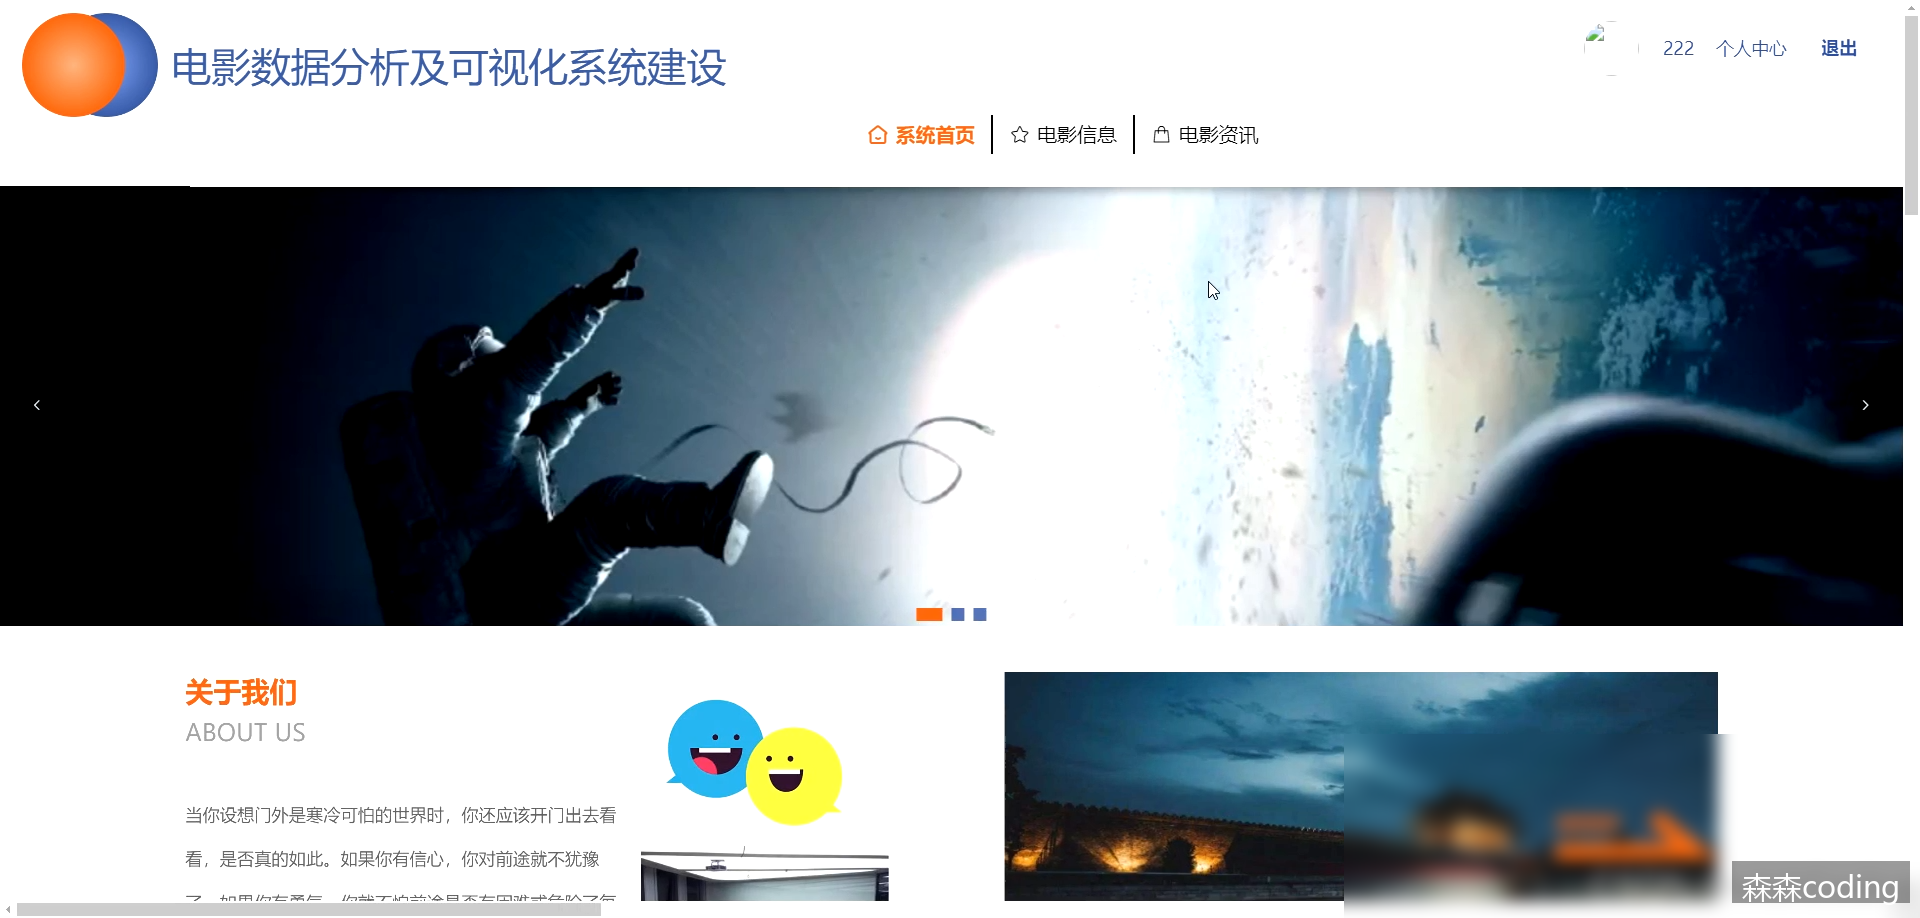 电影数据分析及可视化系统建设
222 个人中心 退出
系统首页 电影信息 电影资讯
关于我们
ABOUT US
当你设想门外是寒冷可怕的世界时，你还应该开门出去看
看，是否真的如此。如果你有信心，你对前途就不犹豫
了，如果你有勇气，你就不怕前途是否有困难或危险了每
森森coding